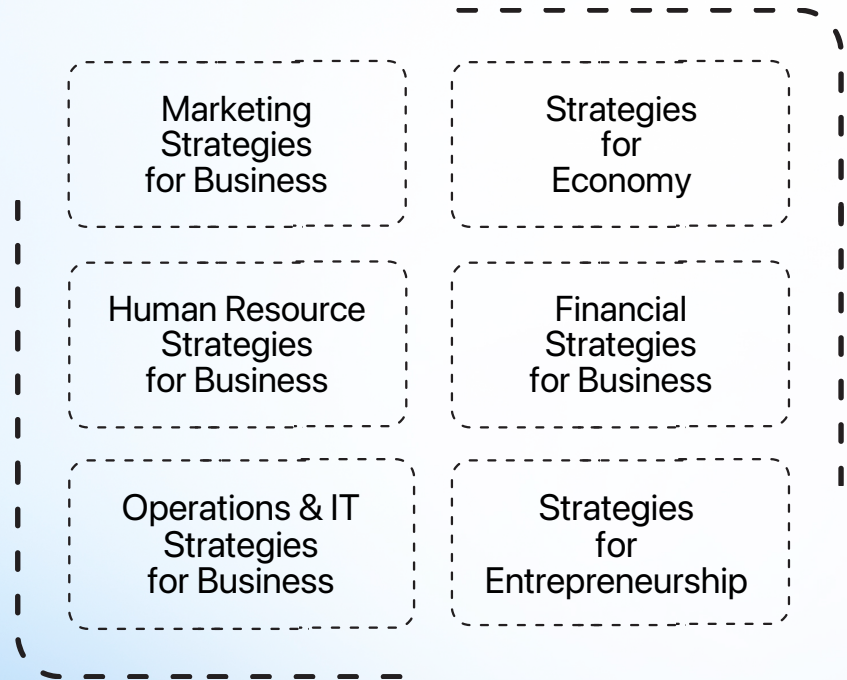 Marketing
Strategies
for Business
Strategies
for
Economy
Human Resource
Strategies
for Business
Financial
Strategies
for Business
Operations & IT
Strategies
for Business
Strategies
for
Entrepreneurship